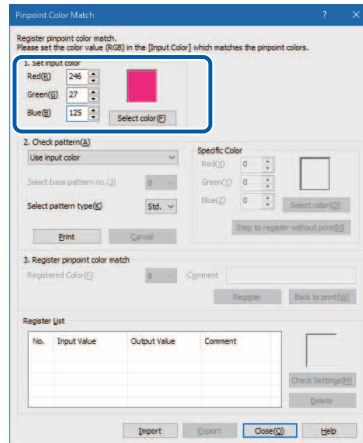 Pinpoint Color Match
? ×
Register pinpoint color match.
Please set the color value (RGB) in the [Input Color] which matches the pinpoint colors.
1. Set input color
Red(R) 246
Green(G) 27
Blue(B) 125 Select color(F)
2. Check pattern(A)
Use input color
Select base pattern no.(J) 0
Select pattern type(K) Std.
Print Cancel
Specific Color
Red(X) 0
Green(Y) 0
Blue(Z) 0 Select color(O)
Step to register without print(N)
3. Register pinpoint color match
Registered Color(E) 0 Comment
Register Back to print(W)
Register List
No. Input Value Output Value Comment
Check Settings(M)
Delete
Import Export Close(Q) Help